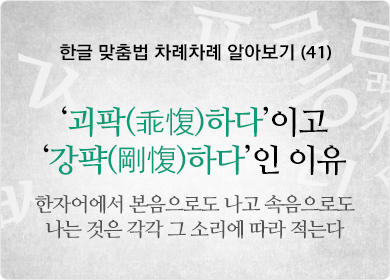 한글 맞춤법 차례차례 알아보기 (41)
‘괴팍(乖愎)하다’이고
‘강퍅(剛愎)하다’인 이유
한자어에서 본음으로도 나고 속음으로도
나는 것은 각각 그 소리에 따라 적는다